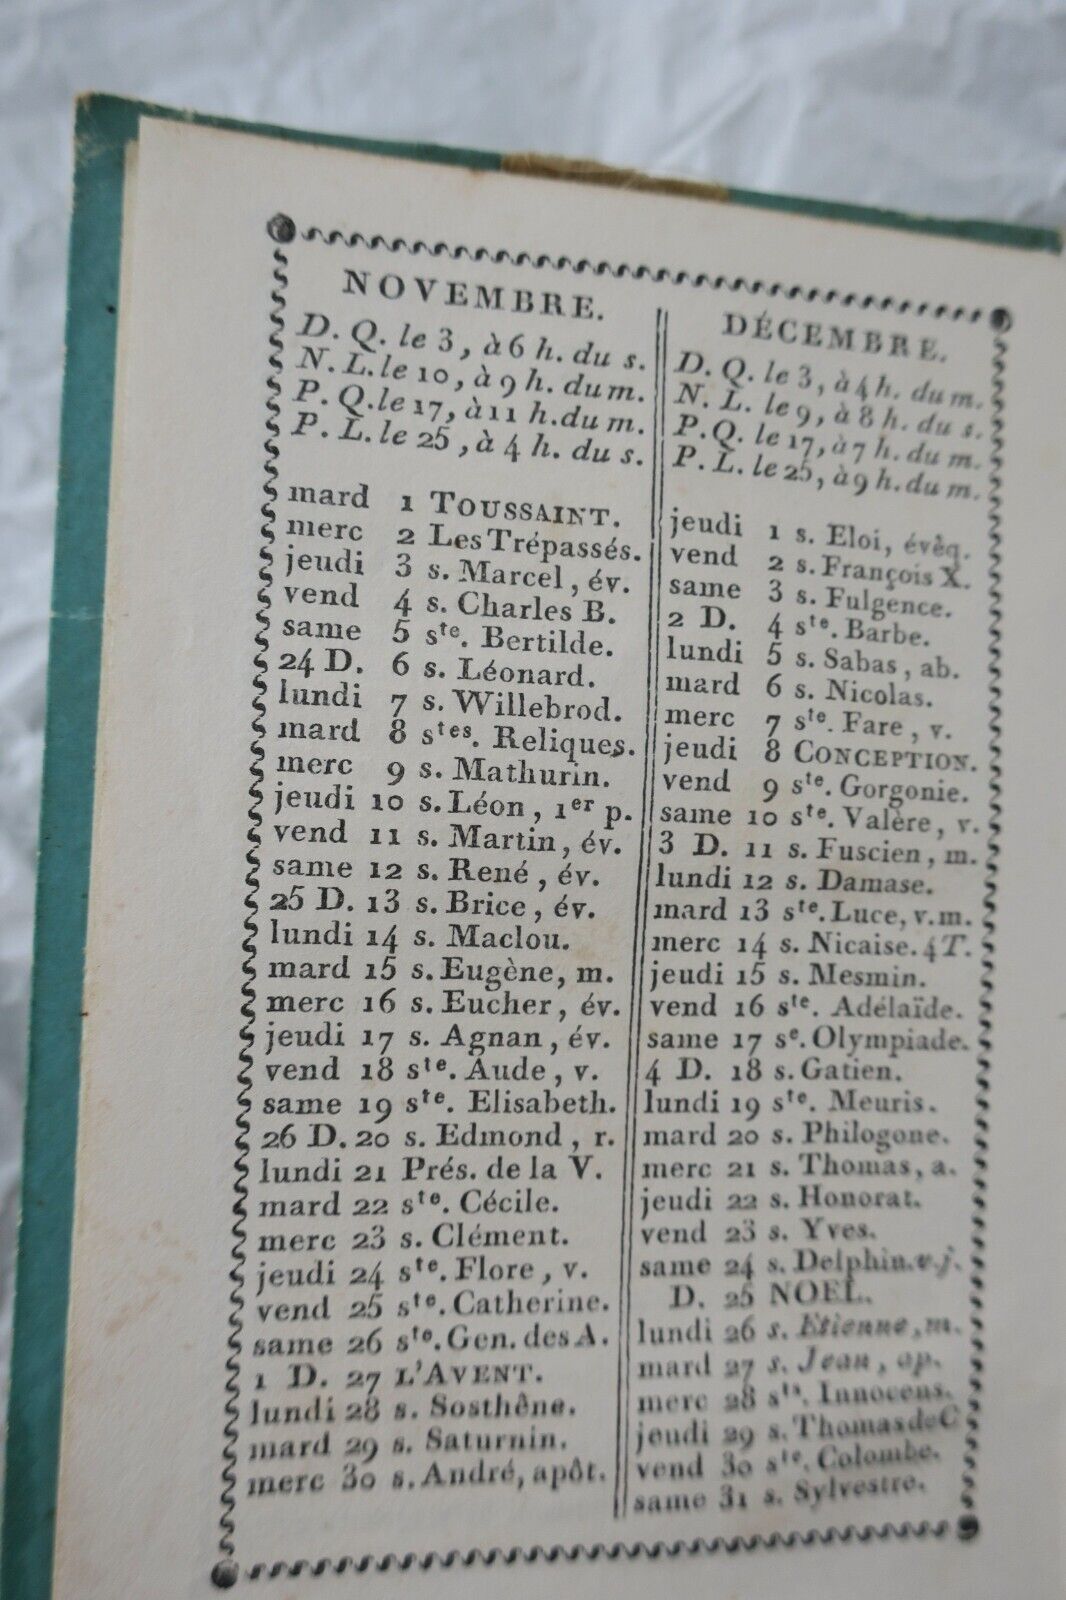 NOVEMBRE.
D. Q. le 3, à 6 h. du s.
N. L. le 10, à 9 h. du m.
P. Q. le 17, à 11 h. du m.
P. L. le 25, à 4 h. du s.
mard 1 TOUSSAINT.
merc 2 Les Trépassés.
jeudi 3 s. Marcel, év.
vend 4 s. Charles B.
same 5 ste. Bertilde.
24 D. 6 s. Léonard.
lundi 7 s. Willebrod.
mard 8 stes. Reliques.
merc 9 s. Mathurin.
jeudi 10 s. Léon, 1er p.
vend 11 s. Martin, év.
same 12 s. René, év.
25 D. 13 s. Brice, év.
lundi 14 s. Maclou.
mard 15 s. Eugène, m.
merc 16 s. Eucher, év.
jeudi 17 s. Agnan, év.
vend 18 ste. Aude, v.
same 19 ste. Elisabeth.
26 D. 20 s. Edmond, r.
lundi 21 Prés. de la V.
mard 22 ste. Cécile.
merc 23 s. Clément.
jeudi 24 ste. Flore, v.
vend 25 ste. Catherine.
same 26 ste. Gen. des A.
1 D. 27 L'AVENT.
lundi 28 s. Sosthêne.
mard 29 s. Saturnin.
merc 30 s. André, apôt.
DÉCEMBRE.
D. Q. le 3, à 4 h. du m.
N. L. le 9, à 8 h. du s.
P. Q. le 17, à 7 h. du m.
P. L. le 25, à 9 h. du m.
jeudi 1 s. Eloi, évêq.
vend 2 s. François X.
same 3 s. Fulgence.
2 D. 4 ste. Barbe.
lundi 5 s. Sabas, ab.
mard 6 s. Nicolas.
merc 7 ste. Fare, v.
jeudi 8 CONCEPTION.
vend 9 ste. Gorgonie.
same 10 ste. Valère, v.
3 D. 11 s. Fuscien, m.
lundi 12 s. Damase.
mard 13 ste. Luce, v.m.
merc 14 s. Nicaise. 4 T.
jeudi 15 s. Mesmin.
vend 16 ste. Adélaïde.
same 17 se. Olympiade.
4 D. 18 s. Gatien.
lundi 19 ste. Meuris.
mard 20 s. Philogone.
merc 21 s. Thomas, a.
jeudi 22 s. Honorat.
vend 23 s. Yves.
same 24 s. Delphin. v. j.
D. 25 NOEL.
lundi 26 s. Etienne, m.
mard 27 s. Jean, ap.
merc 28 sts. Innocens.
jeudi 29 s. Thomas de C
vend 30 ste. Colombe.
same 31 s. Sylvestre.